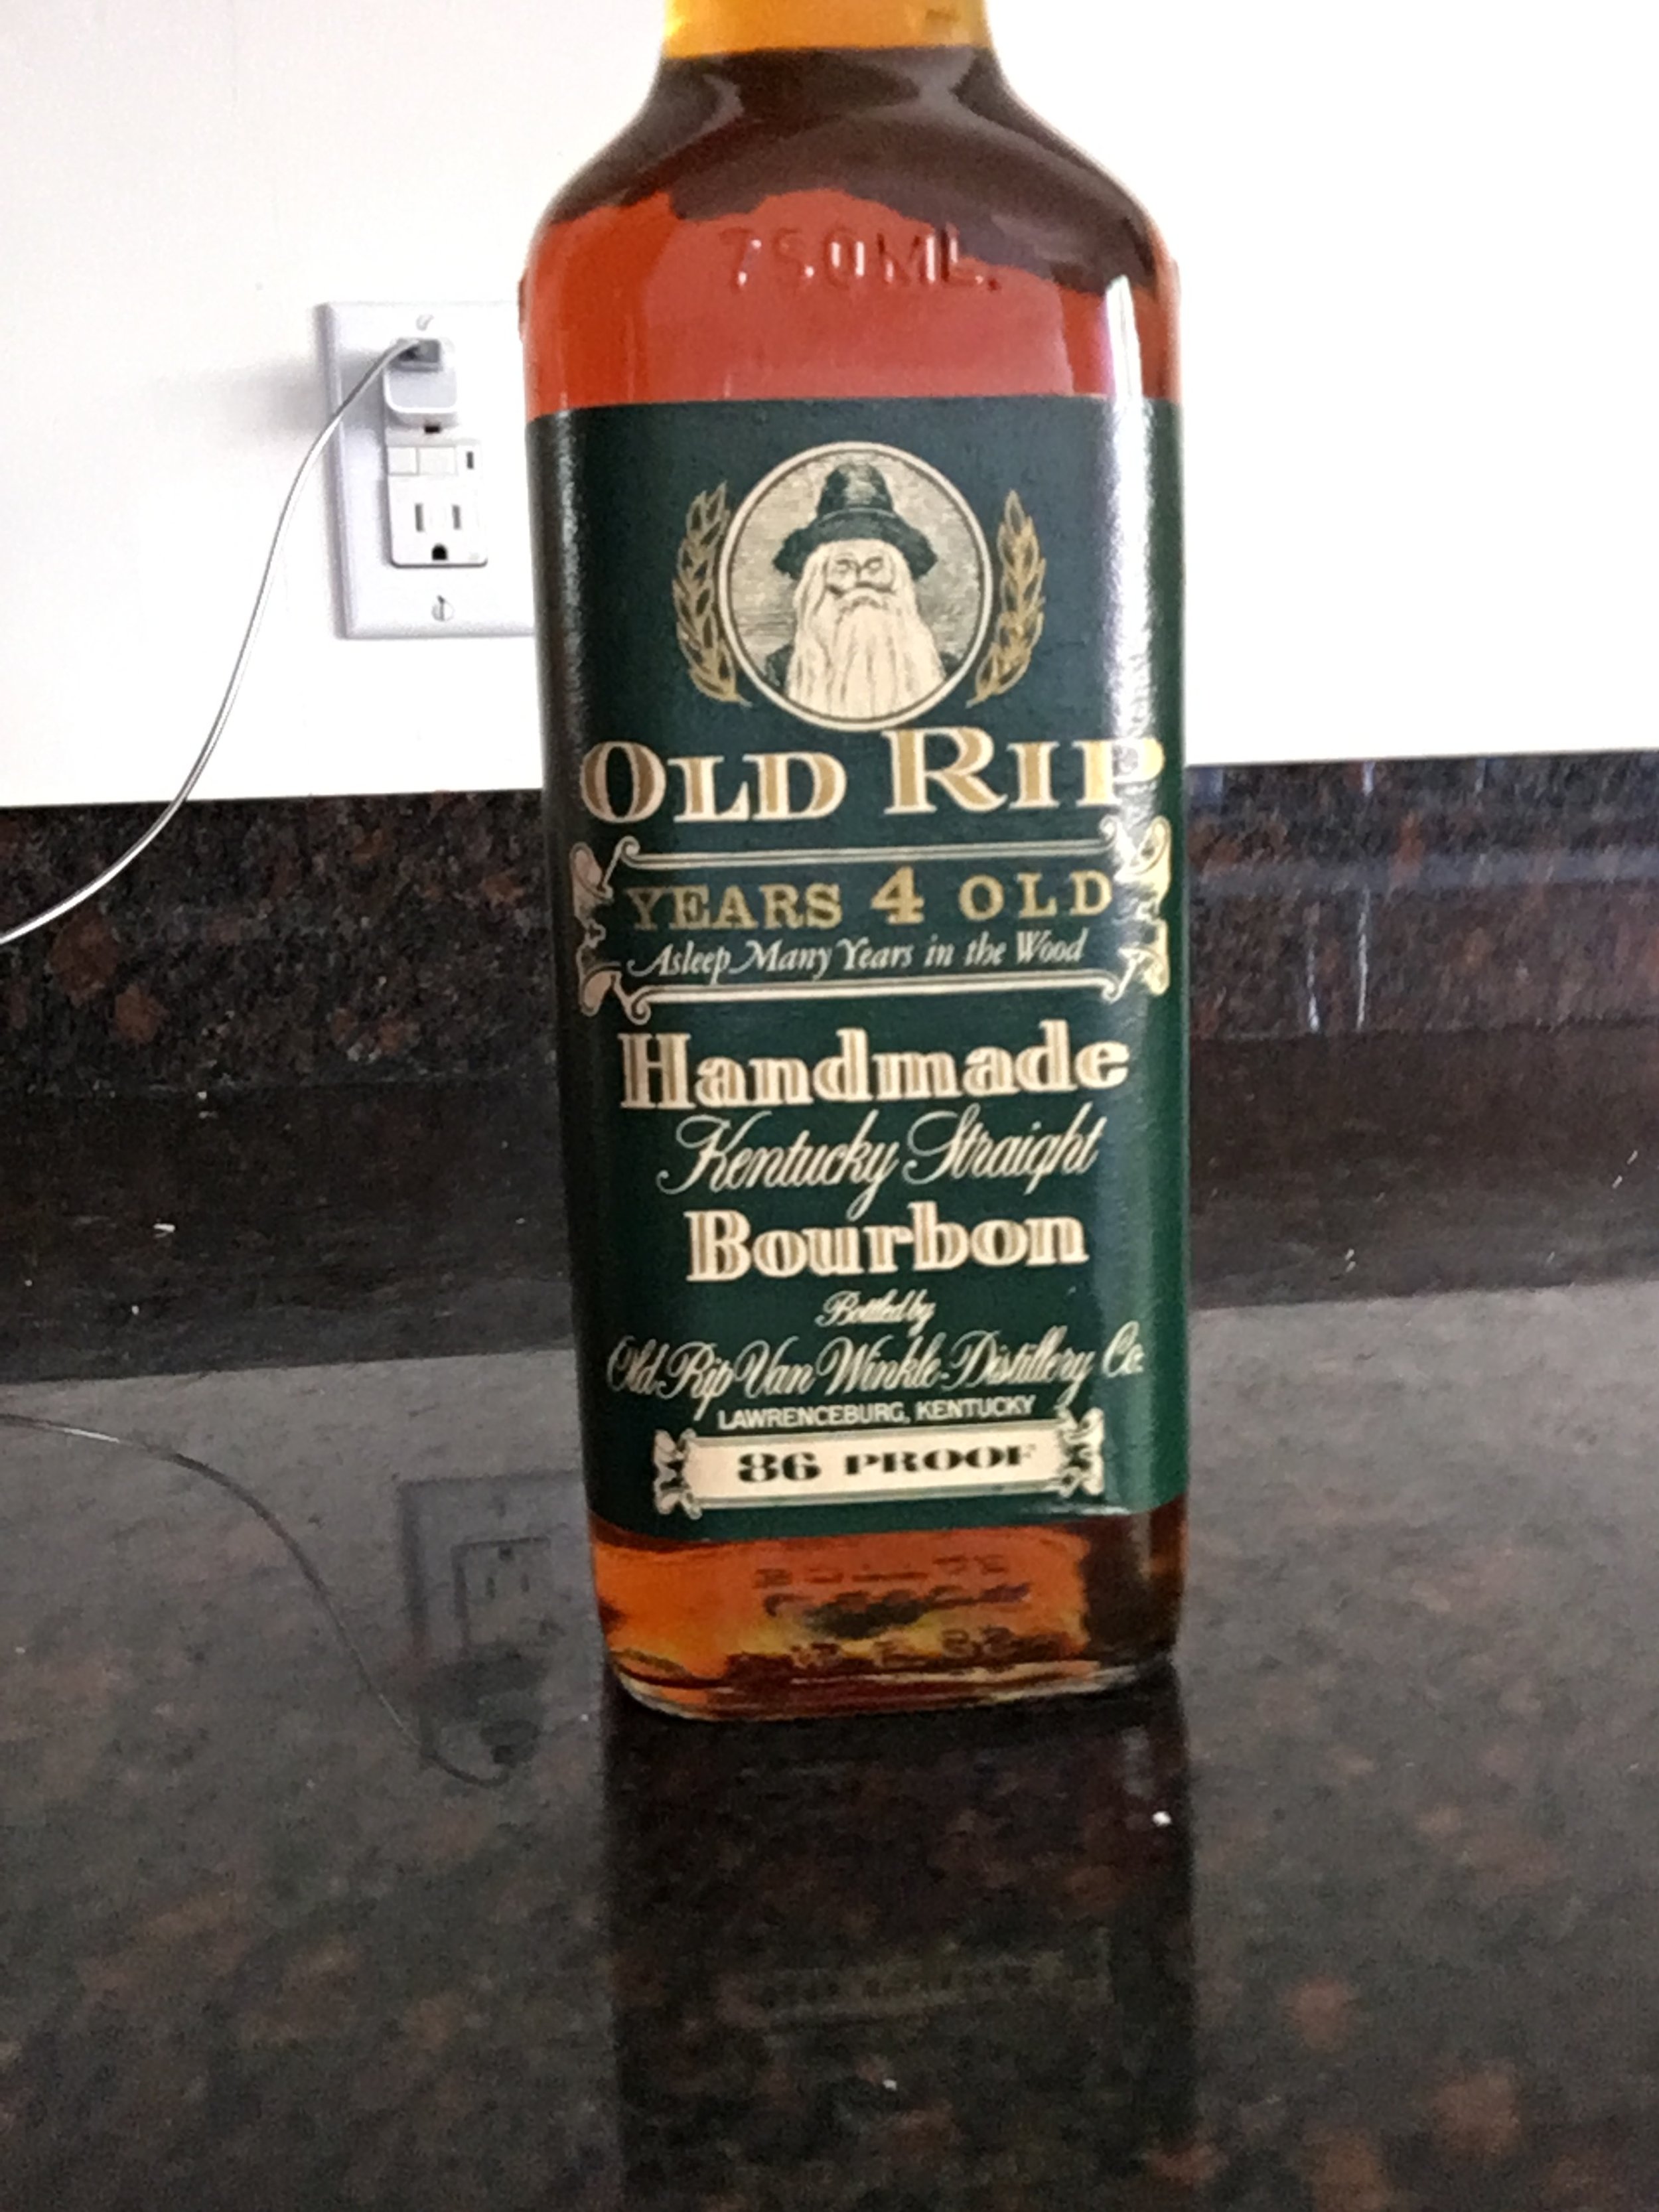 750ML.
OLD RIP
YEARS 4 OLD
Asleep Many Years in the Wood
Handmade
Kentucky Straight
Bourbon
Bottled by
Old Rip Van Winkle Distillery Co.
LAWRENCEBURG, KENTUCKY
86 PROOF